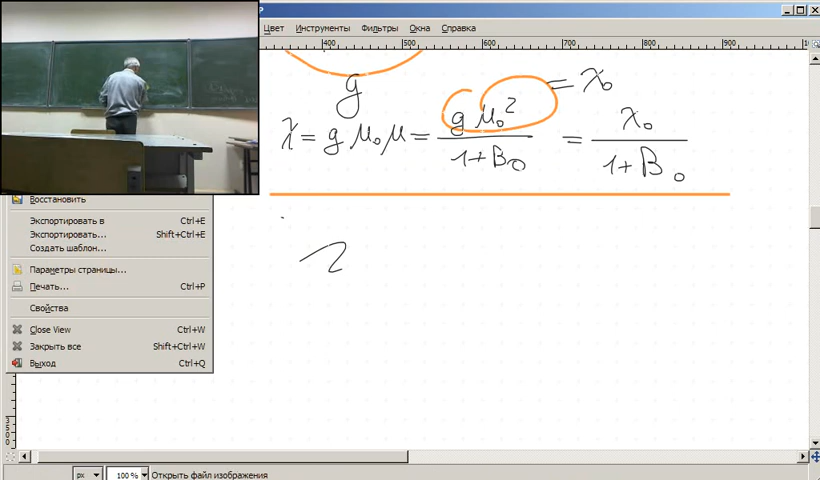 Цвет Инструменты Фильтры Окна Справка
400 500 600 700 800 900
g
= χ₀
χ = g μ₀ μ = g μ₀² / (1+B₀) = χ₀ / (1+B₀)
Восстановить
Экспортировать в Ctrl+E
Экспортировать... Shift+Ctrl+E
Создать шаблон...
Параметры страницы...
Печать... Ctrl+P
Свойства
Close View Ctrl+W
Закрыть все Shift+Ctrl+W
Выход Ctrl+Q
px 100 % Открыть файл изображения